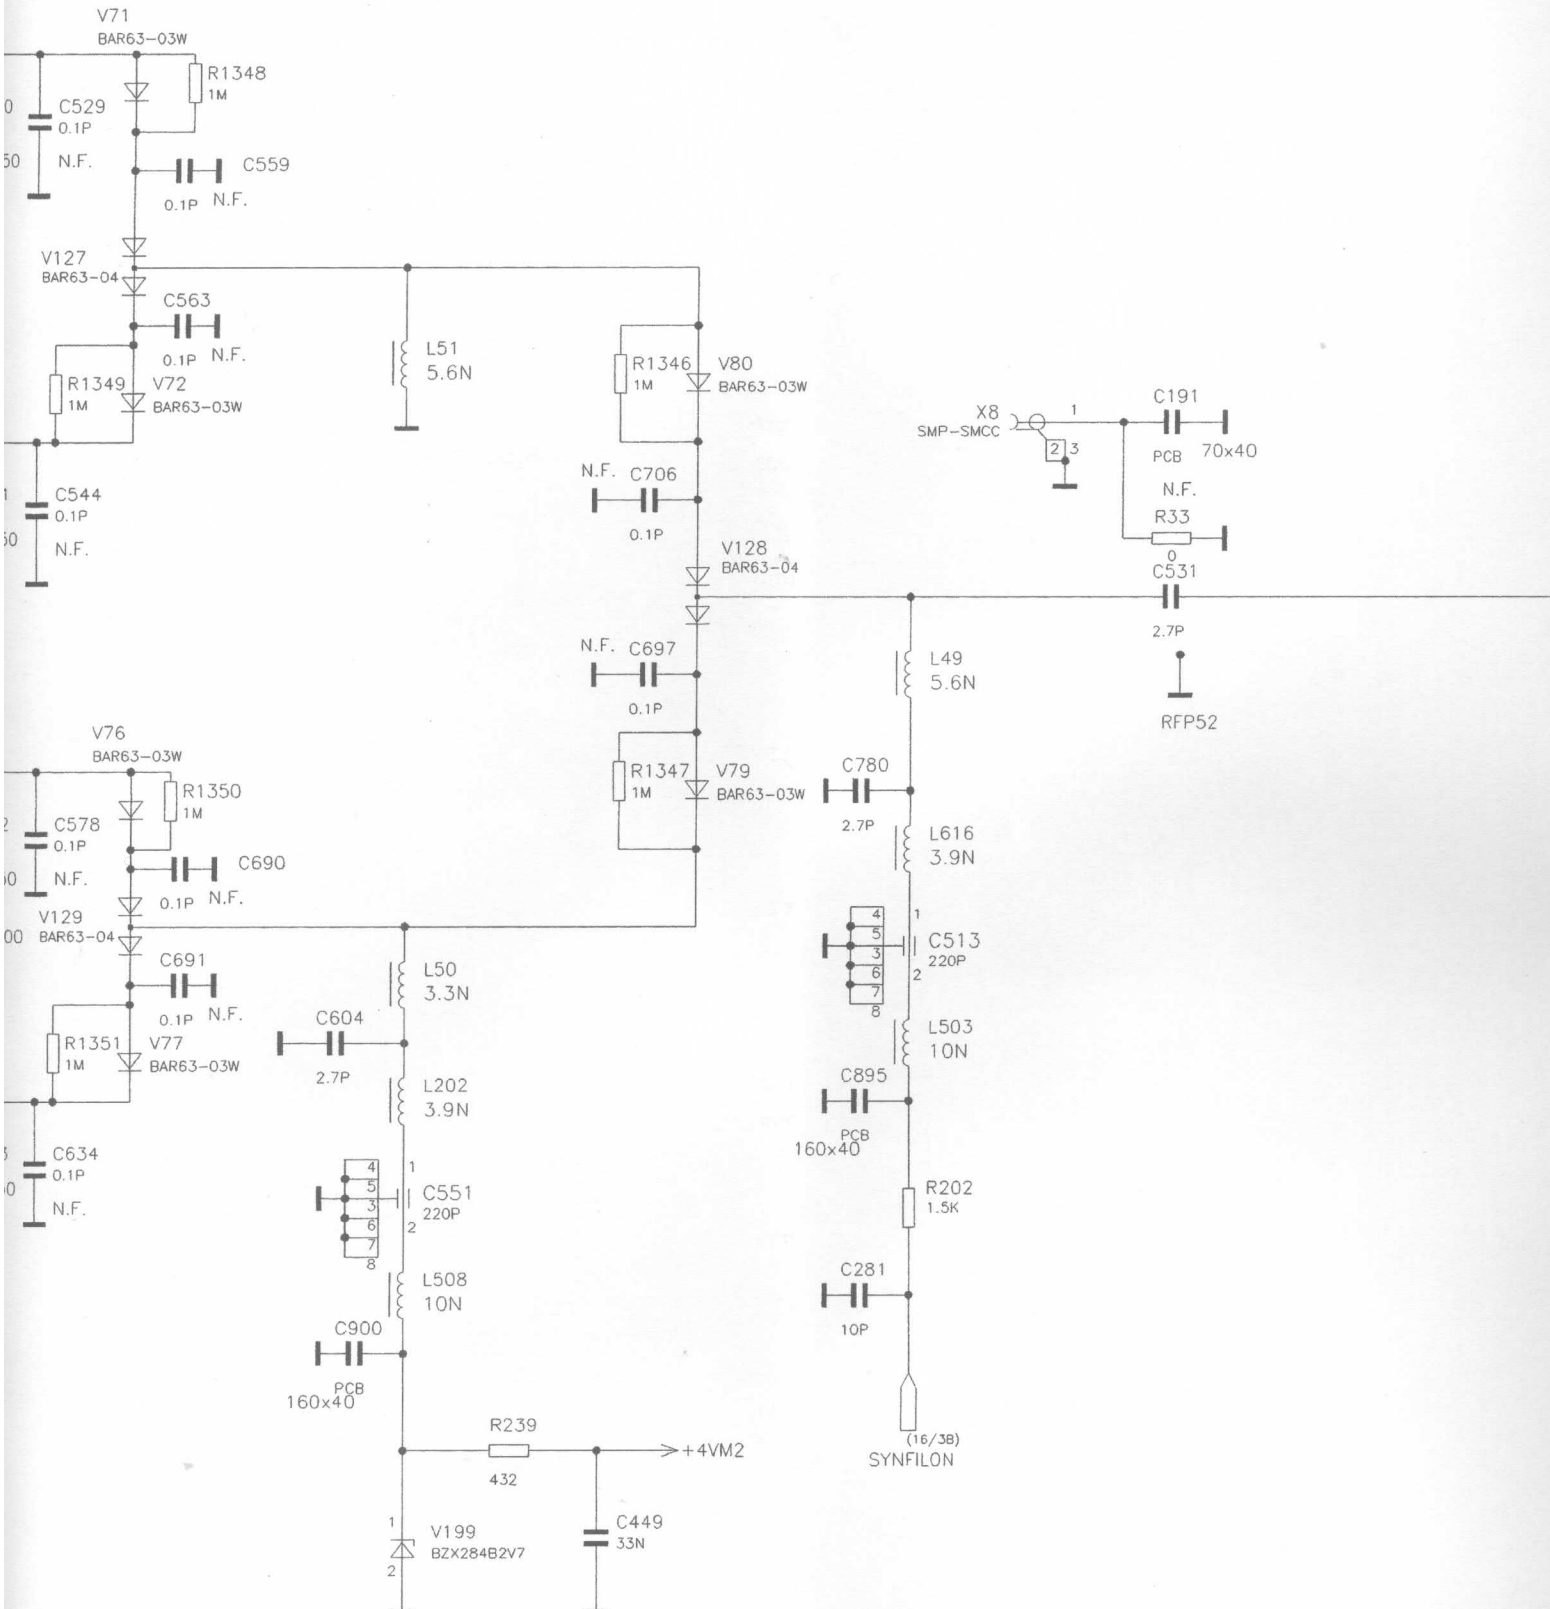 V71
BAR63-03W
R1348
1M
0
C529
0.1P
50
N.F.
C559
0.1P
N.F.
V127
BAR63-04
C563
0.1P
N.F.
L51
5.6N
R1346
1M
V80
BAR63-03W
R1349
1M
V72
BAR63-03W
X8
SMP-SMCC
1
2
3
C191
PCB
70x40
N.F.
R33
0
C531
2.7P
RFP52
N.F.
C706
0.1P
1
C544
0.1P
N.F.
V128
BAR63-04
N.F.
C697
0.1P
L49
5.6N
V76
BAR63-03W
R1350
1M
R1347
1M
V79
BAR63-03W
C780
2.7P
L616
3.9N
2
C578
0.1P
N.F.
C690
0.1P
N.F.
V129
00
BAR63-04
C691
0.1P
N.F.
L50
3.3N
4
5
3
6
7
8
1
2
C513
220P
R1351
1M
V77
BAR63-03W
C604
2.7P
L503
10N
L202
3.9N
C895
PCB
160x40
C634
0.1P
N.F.
4
5
3
6
7
8
1
2
C551
220P
R202
1.5K
L508
10N
C281
10P
C900
PCB
160x40
R239
432
+4VM2
(16/3B)
SYNFILON
1
2
V199
BZX284B2V7
C449
33N